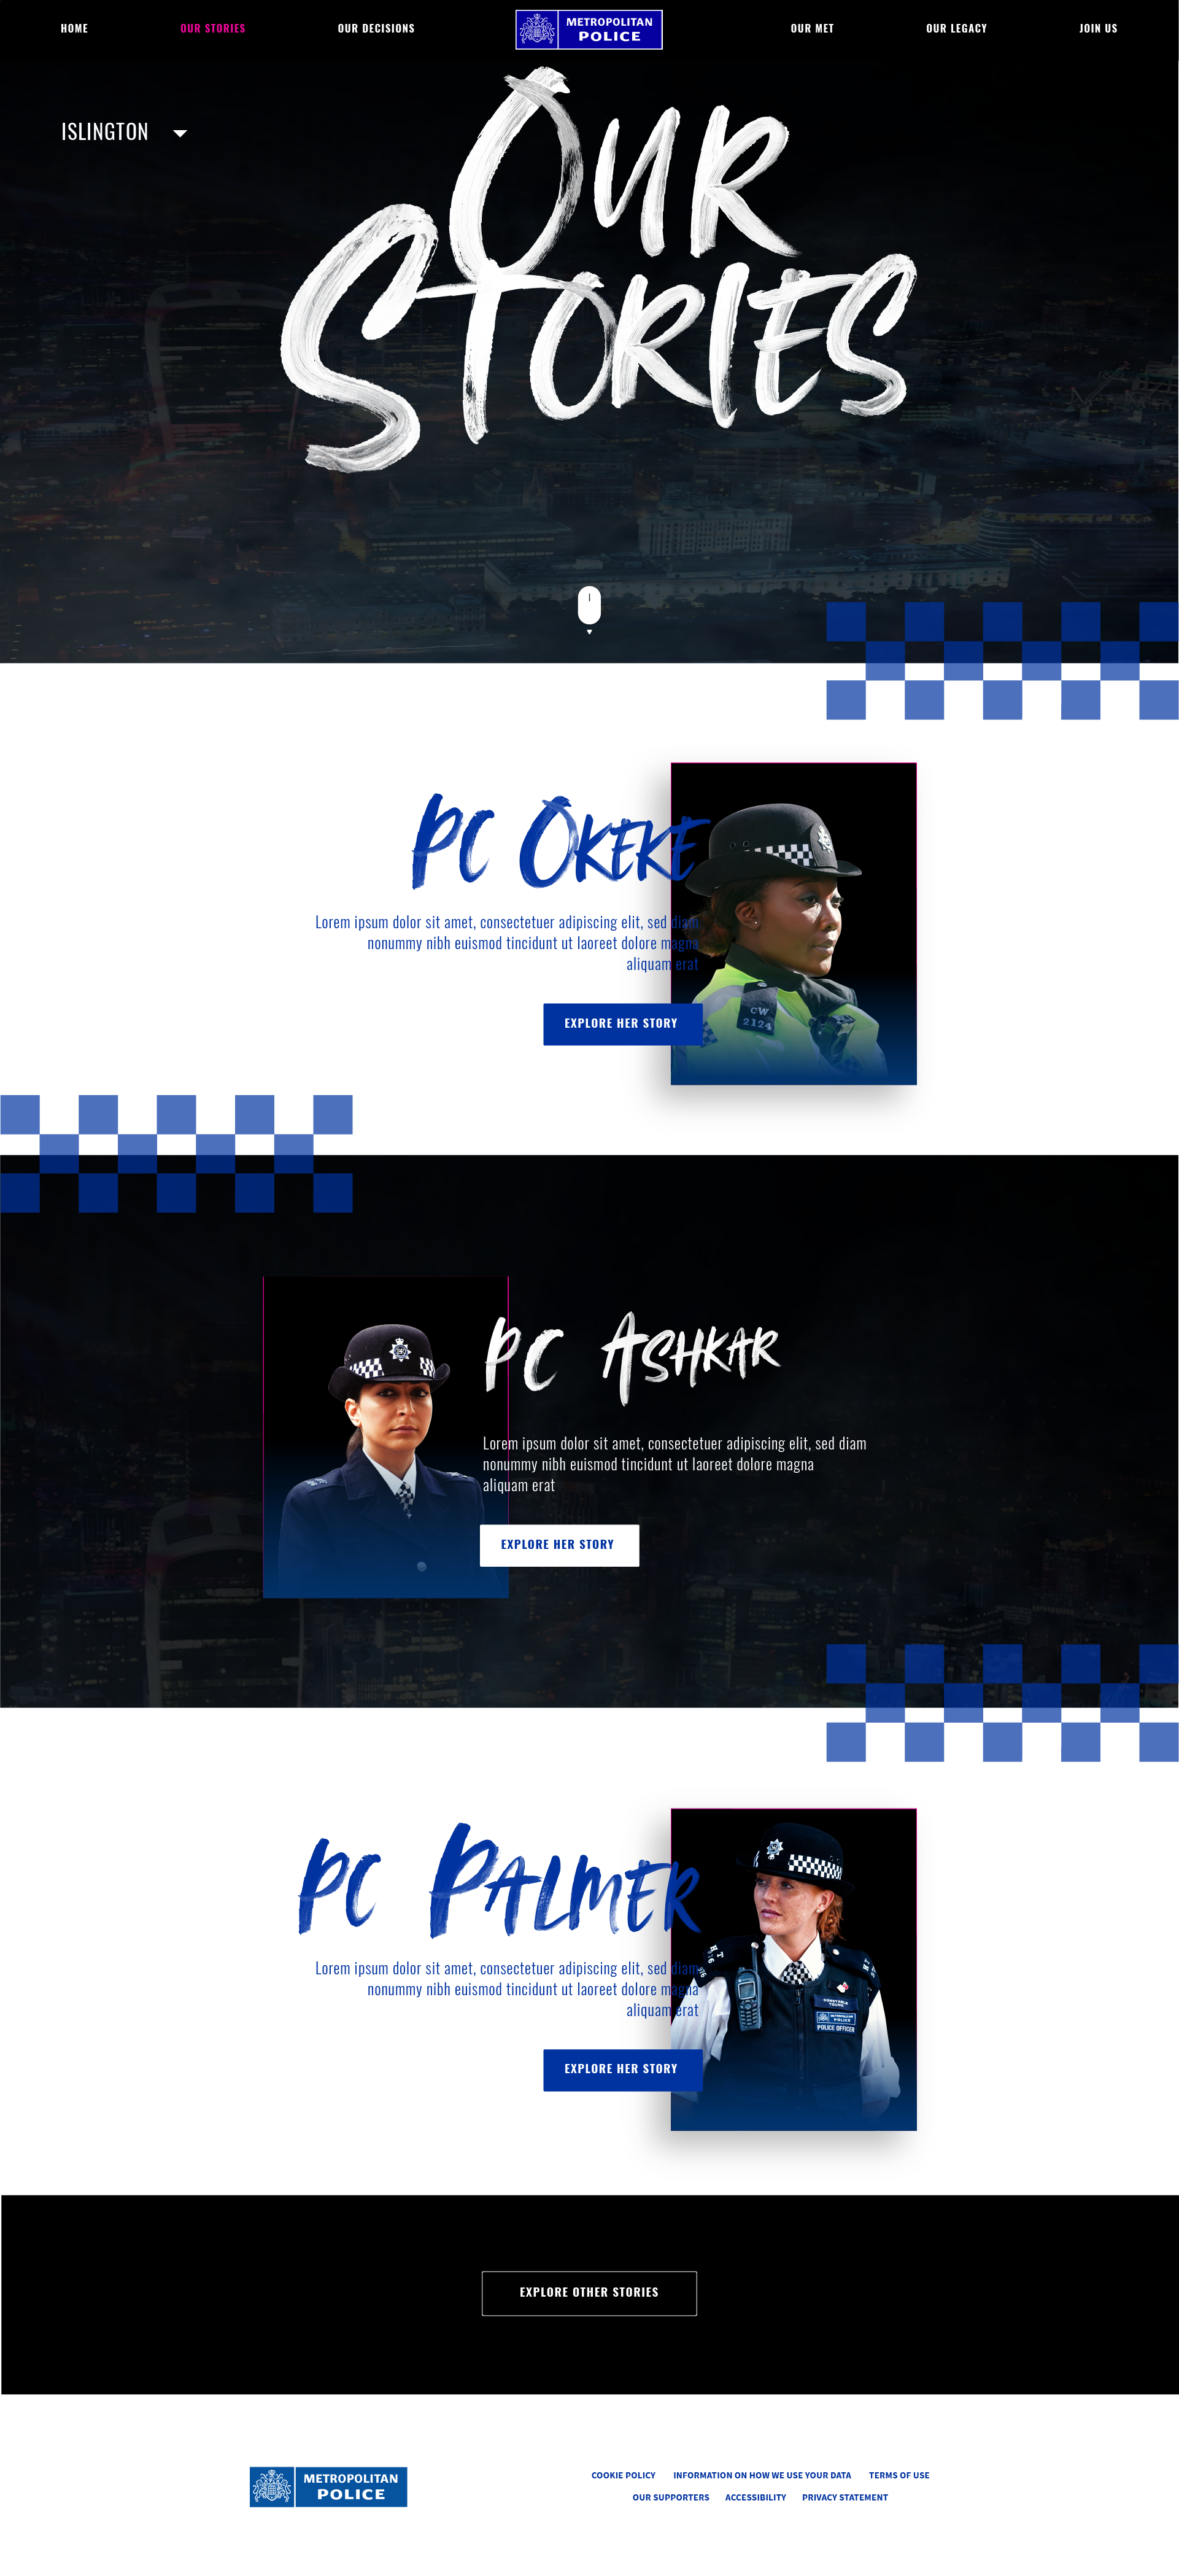 HOME
OUR STORIES
OUR DECISIONS
METROPOLITAN
POLICE
OUR MET
OUR LEGACY
JOIN US
ISLINGTON
OUR
STORIES
PC OKEKE
Lorem ipsum dolor sit amet, consectetuer adipiscing elit, sed diam
nonummy nibh euismod tincidunt ut laoreet dolore magna
aliquam erat
EXPLORE HER STORY
CW
2124
PC ASHKAR
Lorem ipsum dolor sit amet, consectetuer adipiscing elit, sed diam
nonummy nibh euismod tincidunt ut laoreet dolore magna
aliquam erat
EXPLORE HER STORY
PC PALMER
Lorem ipsum dolor sit amet, consectetuer adipiscing elit, sed diam
nonummy nibh euismod tincidunt ut laoreet dolore magna
aliquam erat
EXPLORE HER STORY
CONSTABLE
YOUNG
METROPOLITAN
POLICE
POLICE OFFICER
EXPLORE OTHER STORIES
METROPOLITAN
POLICE
COOKIE POLICY INFORMATION ON HOW WE USE YOUR DATA TERMS OF USE
OUR SUPPORTERS ACCESSIBILITY PRIVACY STATEMENT